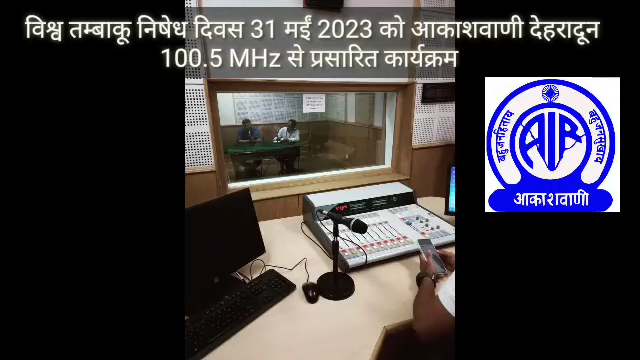 विश्व तम्बाकू निषेध दिवस 31 मईं 2023 को आकाशवाणी देहरादून
100.5 MHz से प्रसारित कार्यक्रम
बहुजनहिताय
बहुजनसुखाय
AIR
आकाशवाणी